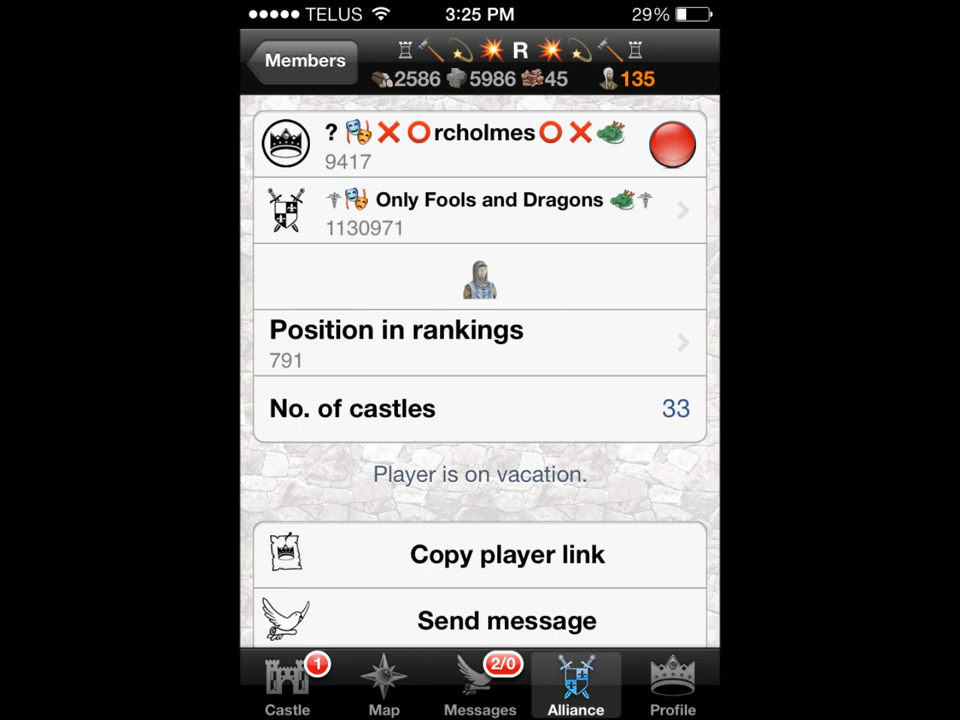 TELUS 3:25 PM 29%
Members R
2586 5986 45 135
? 🎭❌⭕rcholmes⭕❌🐉
9417
🎭 Only Fools and Dragons 🐉
1130971
Position in rankings
791
No. of castles 33
Player is on vacation.
Copy player link
Send message
1 2/0
Castle Map Messages Alliance Profile